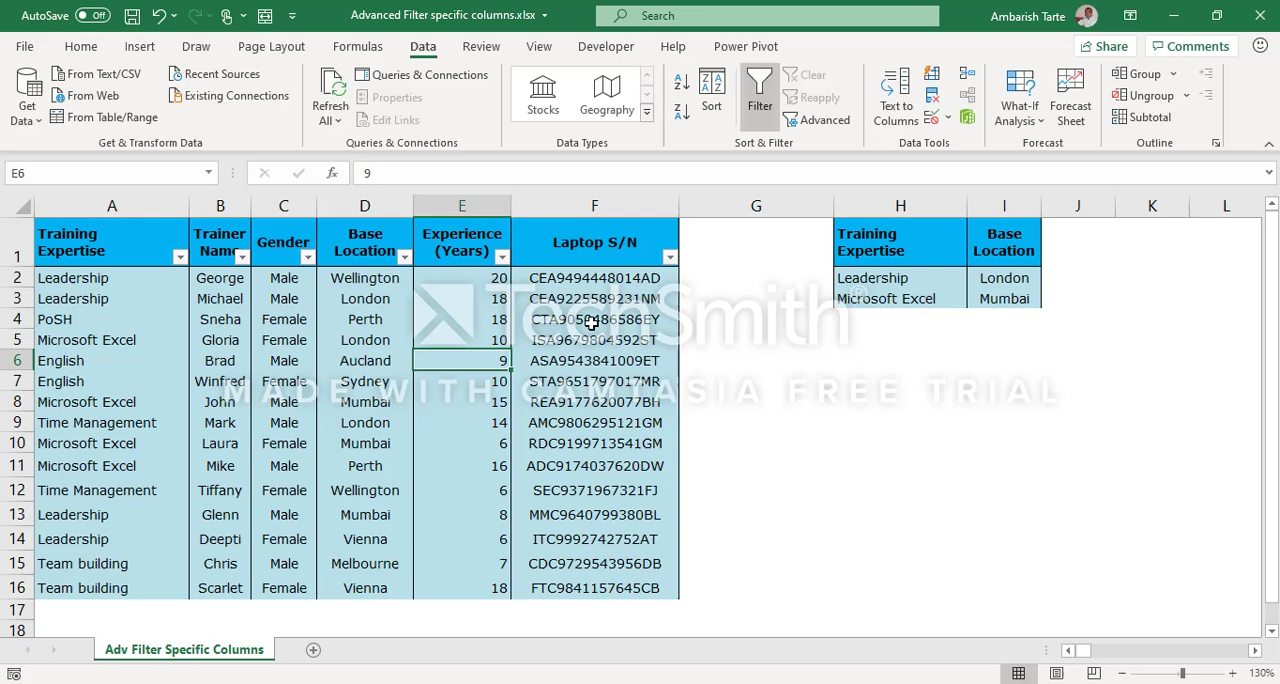 AutoSave Off
Advanced Filter specific columns.xlsx
Search
Ambarish Tarte
File Home Insert Draw Page Layout Formulas Data Review View Developer Help Power Pivot Share Comments
Get Data
From Text/CSV
From Web
From Table/Range
Recent Sources
Existing Connections
Get & Transform Data
Refresh All
Queries & Connections
Properties
Edit Links
Queries & Connections
Stocks Geography
Data Types
Sort
Filter
Clear
Reapply
Advanced
Sort & Filter
Text to Columns
Data Tools
What-If Analysis
Forecast Sheet
Forecast
Group
Ungroup
Subtotal
Outline
E6 fx 9
A B C D E F G H I J K L
1 Training Expertise Trainer Name Gender Base Location Experience (Years) Laptop S/N Training Expertise Base Location
2 Leadership George Male Wellington 20 CEA9494448014AD Leadership London
3 Leadership Michael Male London 18 CEA9225589231NM Microsoft Excel Mumbai
4 PoSH Sneha Female Perth 18
5 Microsoft Excel Gloria Female London 10 ISA9679804592ST
6 English Brad Male Aucland 9 ASA9543841009ET
7 English Winfred Female Sydney 10 STA9651797017MR
8 Microsoft Excel John Male Mumbai 15 REA9177620077BH
9 Time Management Mark Male London 14 AMC9806295121GM
10 Microsoft Excel Laura Female Mumbai 6 RDC9199713541GM
11 Microsoft Excel Mike Male Perth 16 ADC9174037620DW
12 Time Management Tiffany Female Wellington 6 SEC9371967321FJ
13 Leadership Glenn Male Mumbai 8 MMC9640799380BL
14 Leadership Deepti Female Vienna 6 ITC9992742752AT
15 Team building Chris Male Melbourne 7 CDC9729543956DB
16 Team building Scarlet Female Vienna 18 FTC9841157645CB
17
18
TechSmith®
MADE WITH CAMTASIA FREE TRIAL
Adv Filter Specific Columns
130%